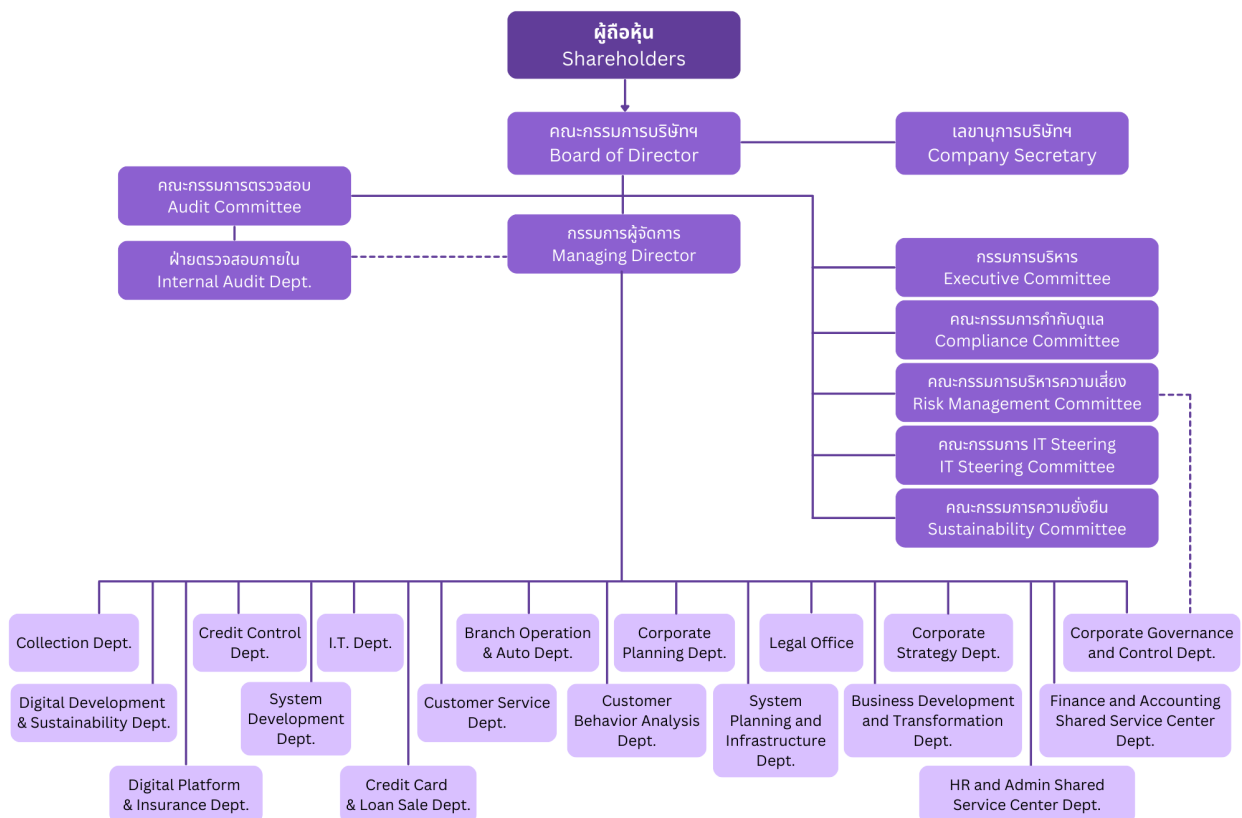 ผู้ถือหุ้น
Shareholders
คณะกรรมการบริษัทฯ
Board of Director
เลขานุการบริษัทฯ
Company Secretary
คณะกรรมการตรวจสอบ
Audit Committee
ฝ่ายตรวจสอบภายใน
Internal Audit Dept.
กรรมการผู้จัดการ
Managing Director
กรรมการบริหาร
Executive Committee
คณะกรรมการกำกับดูแล
Compliance Committee
คณะกรรมการบริหารความเสี่ยง
Risk Management Committee
คณะกรรมการ IT Steering
IT Steering Committee
คณะกรรมการความยั่งยืน
Sustainability Committee
Collection Dept.
Credit Control
Dept.
I.T. Dept.
Branch Operation
& Auto Dept.
Corporate
Planning Dept.
Legal Office
Corporate
Strategy Dept.
Corporate Governance
and Control Dept.
Digital Development
& Sustainability Dept.
System
Development
Dept.
Customer Service
Dept.
Customer
Behavior Analysis
Dept.
System
Planning and
Infrastructure
Dept.
Business Development
and Transformation
Dept.
Finance and Accounting
Shared Service Center
Dept.
Digital Platform
& Insurance Dept.
Credit Card
& Loan Sale Dept.
HR and Admin Shared
Service Center Dept.